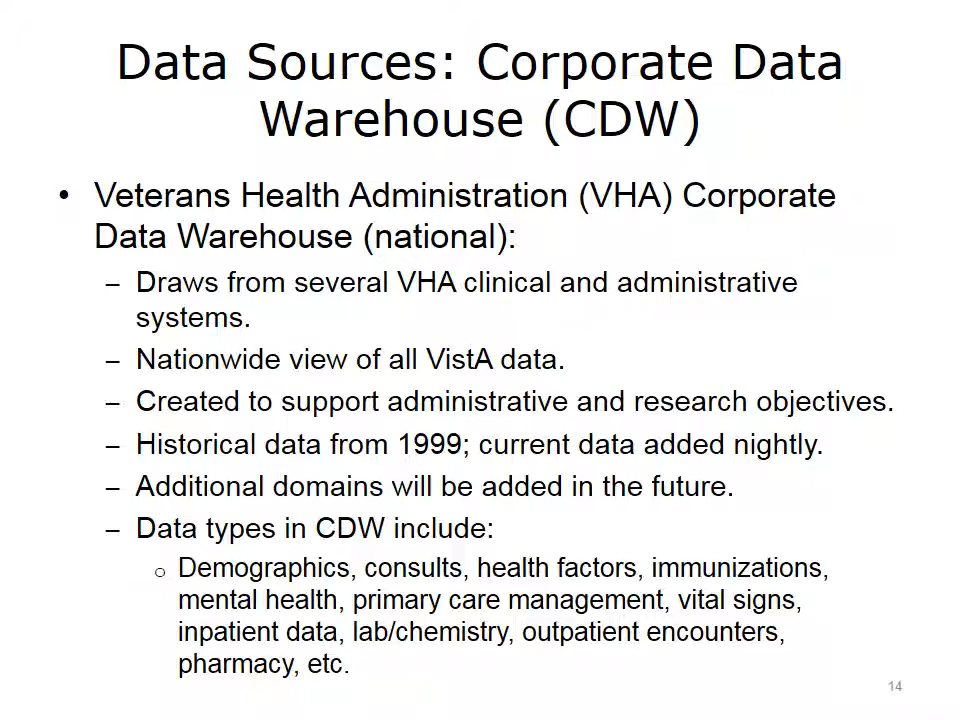 Data Sources: Corporate Data
Warehouse (CDW)
• Veterans Health Administration (VHA) Corporate
Data Warehouse (national):
– Draws from several VHA clinical and administrative
systems.
– Nationwide view of all VistA data.
– Created to support administrative and research objectives.
– Historical data from 1999; current data added nightly.
– Additional domains will be added in the future.
– Data types in CDW include:
o Demographics, consults, health factors, immunizations,
mental health, primary care management, vital signs,
inpatient data, lab/chemistry, outpatient encounters,
pharmacy, etc.
14